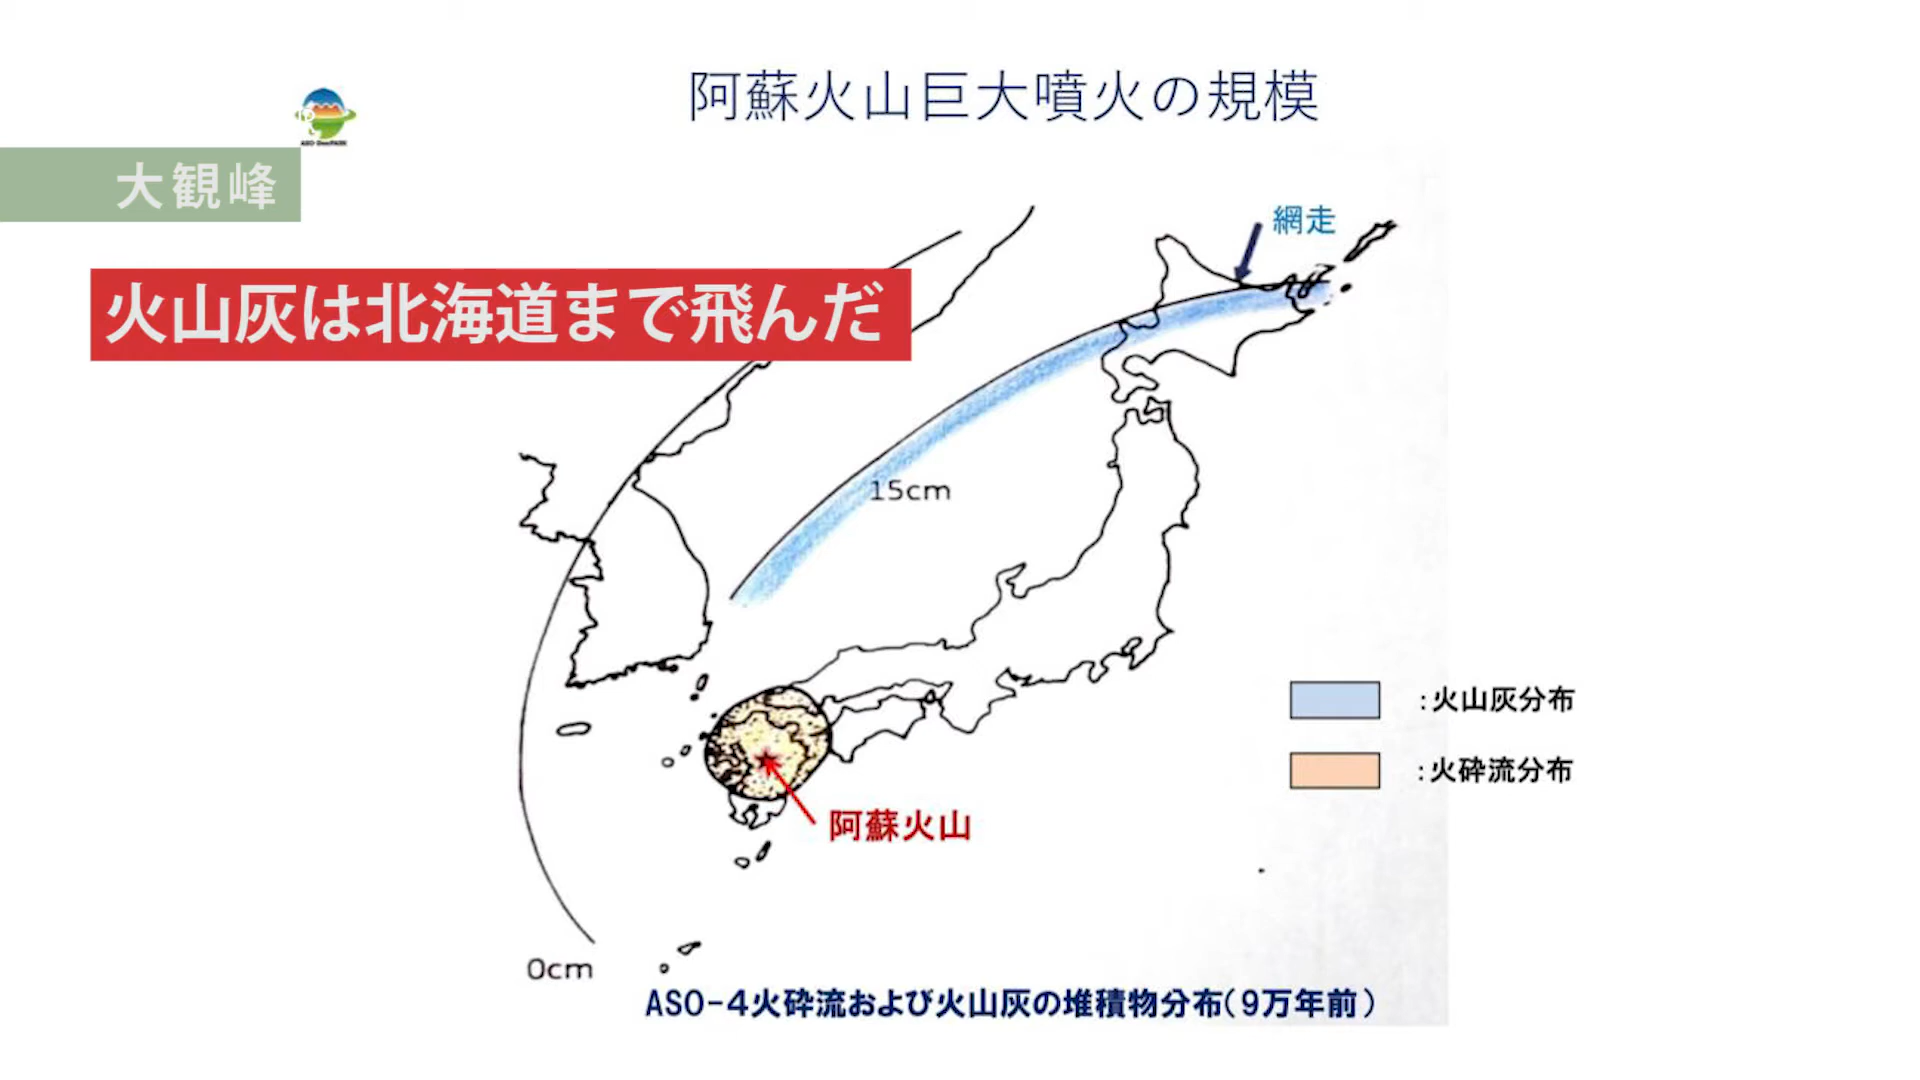 阿蘇火山巨大噴火の規模
ASO GeoPARK
大観峰
火山灰は北海道まで飛んだ
網走
15cm
:火山灰分布
:火砕流分布
阿蘇火山
0cm
ASO-4火砕流および火山灰の堆積物分布(9万年前)